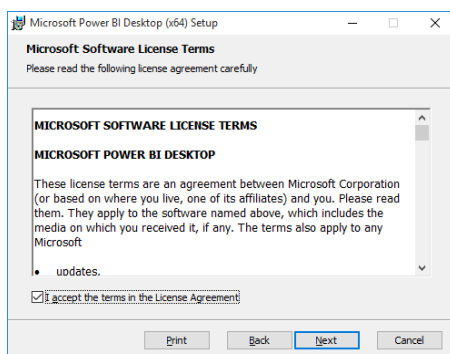 Microsoft Power BI Desktop (x64) Setup
Microsoft Software License Terms
Please read the following license agreement carefully
MICROSOFT SOFTWARE LICENSE TERMS
MICROSOFT POWER BI DESKTOP
These license terms are an agreement between Microsoft Corporation
(or based on where you live, one of its affiliates) and you. Please read
them. They apply to the software named above, which includes the
media on which you received it, if any. The terms also apply to any
Microsoft
• updates,
I accept the terms in the License Agreement
Print Back Next Cancel